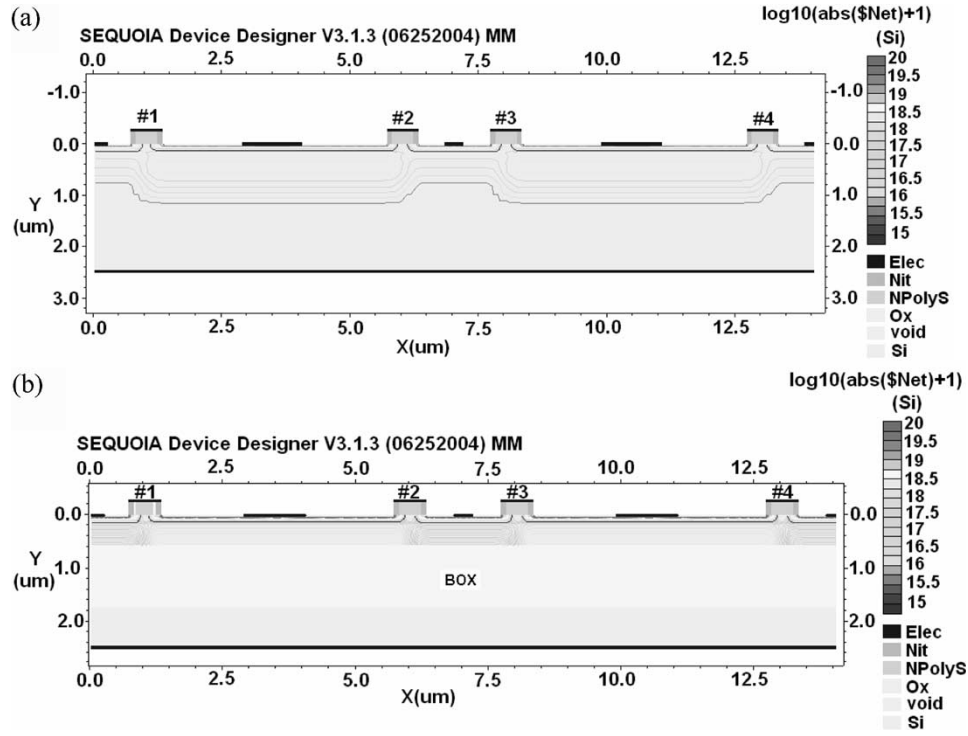 (a)
log10(abs($Net)+1)
(Si)
SEQUOIA Device Designer V3.1.3 (06252004) MM
0.0 2.5 5.0 7.5 10.0 12.5
20
19.5
19
18.5
18
17.5
17
16.5
16
15.5
15
-1.0 -1.0
#1 #2 #3 #4
0.0 0.0
1.0 1.0
Y
(um)
2.0 2.0
3.0 3.0
0.0 2.5 5.0 7.5 10.0 12.5
X(um)
Elec
Nit
NPolyS
Ox
void
Si
(b)
log10(abs($Net)+1)
(Si)
SEQUOIA Device Designer V3.1.3 (06252004) MM
0.0 2.5 5.0 7.5 10.0 12.5
20
19.5
19
18.5
18
17.5
17
16.5
16
15.5
15
#1 #2 #3 #4
0.0 0.0
Y
(um)
1.0 1.0
BOX
2.0 2.0
0.0 2.5 5.0 7.5 10.0 12.5
X(um)
Elec
Nit
NPolyS
Ox
void
Si